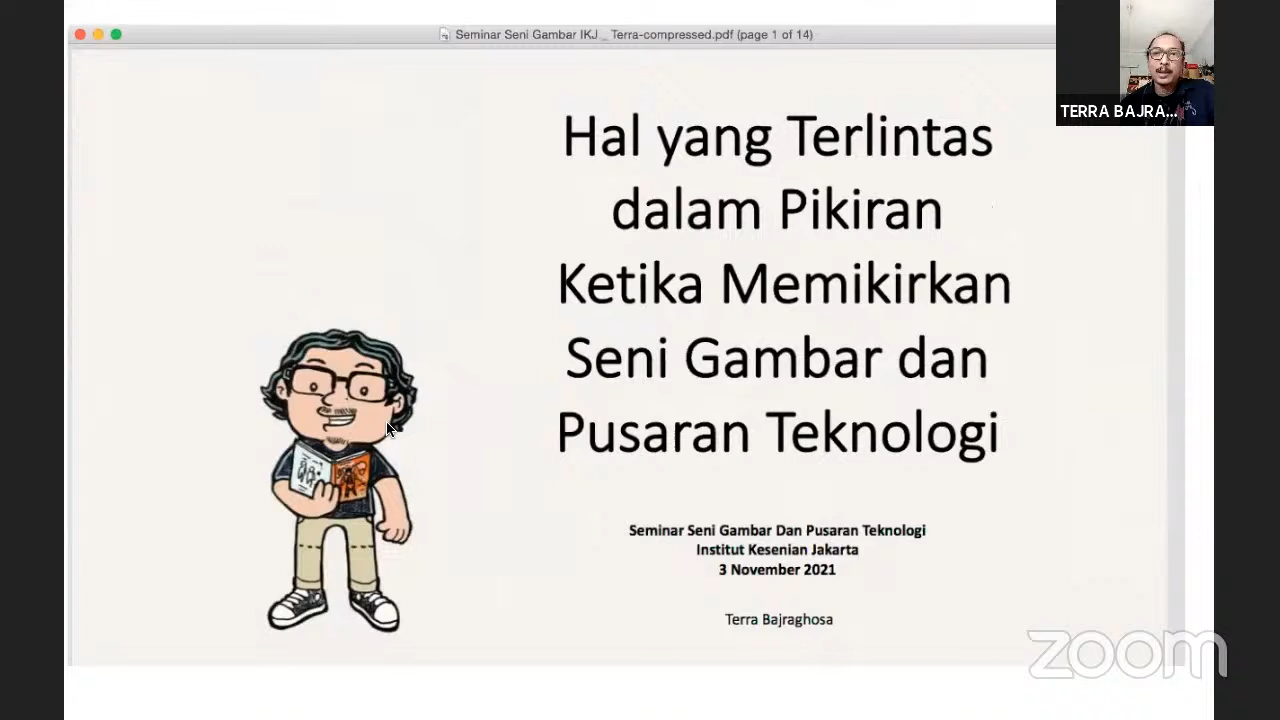 Seminar Seni Gambar IKJ _ Terra-compressed.pdf (page 1 of 14)
TERRA BAJRA...
Hal yang Terlintas
dalam Pikiran
Ketika Memikirkan
Seni Gambar dan
Pusaran Teknologi
Seminar Seni Gambar Dan Pusaran Teknologi
Institut Kesenian Jakarta
3 November 2021
Terra Bajraghosa
zoom